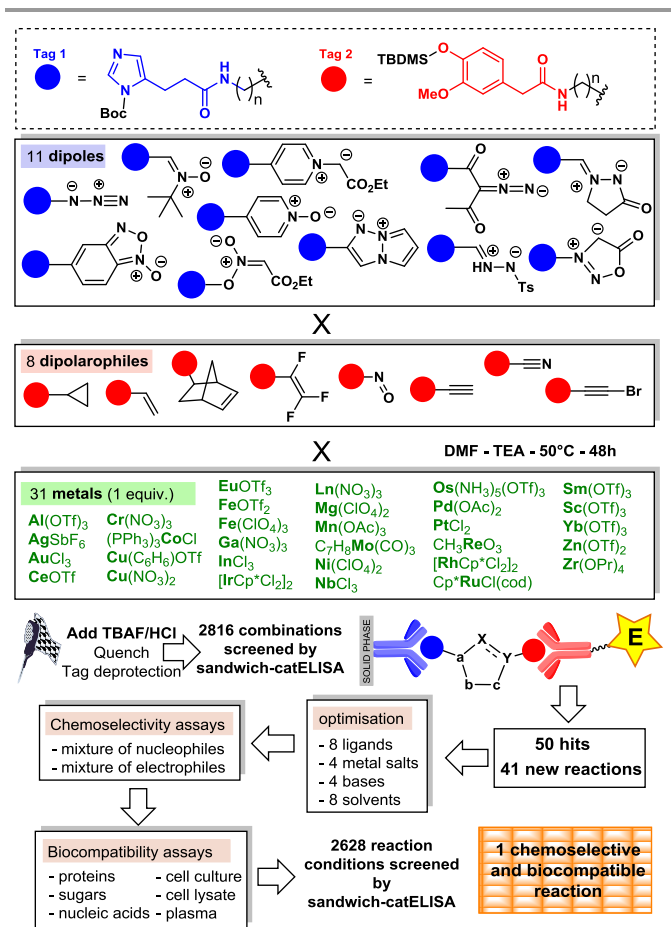 Tag 1
=
N
N
Boc
O
H
N
n
Tag 2
=
TBDMS
O
MeO
O
N
H
n
11 dipoles
N
O
N
CO2Et
O
N
N
O
N
N
O
N
N
N
N
O
N
O
N
O
O
N
O
CO2Et
N
N
N
HN
N
Ts
N
N
O
O
X
8 dipolarophiles
F
F
F
N
O
N
Br
X
DMF - TEA - 50°C - 48h
31 metals (1 equiv.)
Al(OTf)3
AgSbF6
AuCl3
CeOTf
Cr(NO3)3
(PPh3)3CoCl
Cu(C6H6)OTf
Cu(NO3)2
EuOTf3
FeOTf2
Fe(ClO4)3
Ga(NO3)3
InCl3
[IrCp*Cl2]2
Ln(NO3)3
Mg(ClO4)2
Mn(OAc)3
C7H8Mo(CO)3
Ni(ClO4)2
NbCl3
Os(NH3)5(OTf)3
Pd(OAc)2
PtCl2
CH3ReO3
[RhCp*Cl2]2
Cp*RuCl(cod)
Sm(OTf)3
Sc(OTf)3
Yb(OTf)3
Zn(OTf)2
Zr(OPr)4
Add TBAF/HCl
Quench
Tag deprotection
2816 combinations
screened by
sandwich-catELISA
SOLID PHASE
a
X
Y
b
c
E
Chemoselectivity assays
- mixture of nucleophiles
- mixture of electrophiles
optimisation
- 8 ligands
- 4 metal salts
- 4 bases
- 8 solvents
50 hits
41 new reactions
Biocompatibility assays
- proteins
- sugars
- nucleic acids
- cell culture
- cell lysate
- plasma
2628 reaction
conditions screened
by
sandwich-catELISA
1 chemoselective
and biocompatible
reaction